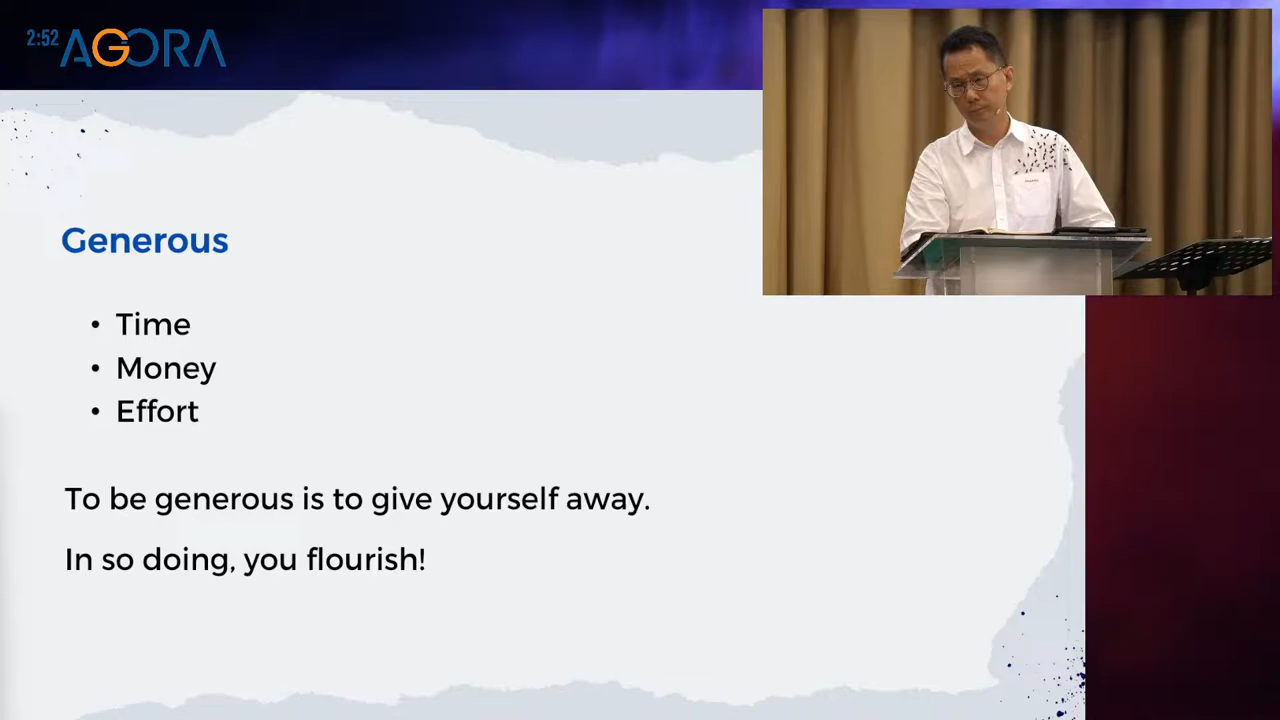 2:52 AGORA
Generous
• Time
• Money
• Effort
To be generous is to give yourself away.
In so doing, you flourish!